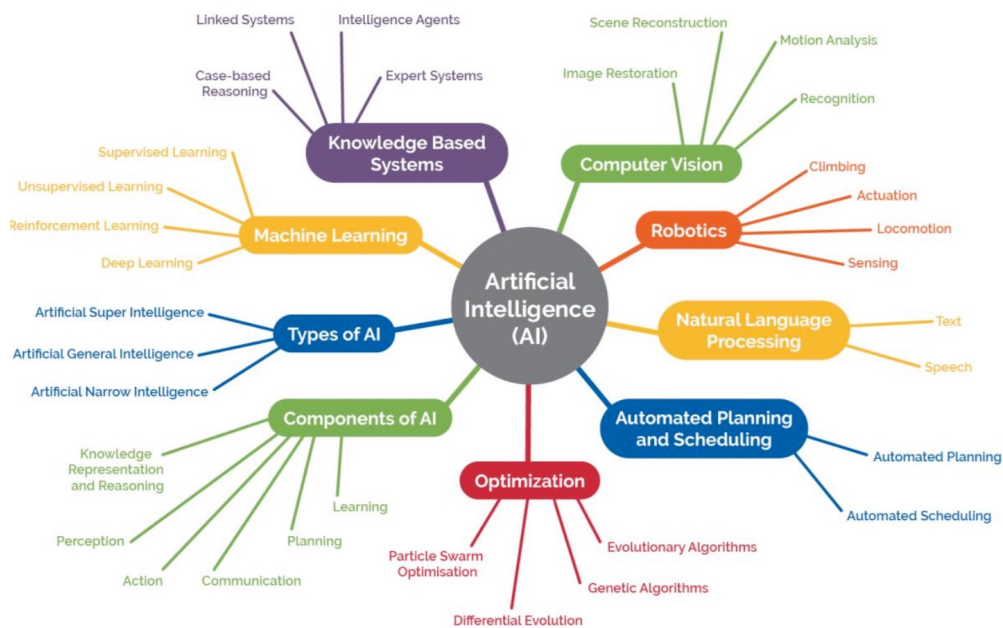 Linked Systems
Intelligence Agents
Case-based
Reasoning
Expert Systems
Knowledge Based
Systems
Scene Reconstruction
Motion Analysis
Image Restoration
Recognition
Computer Vision
Supervised Learning
Unsupervised Learning
Reinforcement Learning
Deep Learning
Machine Learning
Climbing
Actuation
Locomotion
Sensing
Robotics
Artificial
Intelligence
(AI)
Artificial Super Intelligence
Artificial General Intelligence
Artificial Narrow Intelligence
Types of AI
Natural Language
Processing
Text
Speech
Components of AI
Knowledge
Representation
and Reasoning
Perception
Action
Communication
Planning
Learning
Automated Planning
and Scheduling
Automated Planning
Automated Scheduling
Optimization
Particle Swarm
Optimisation
Differential Evolution
Genetic Algorithms
Evolutionary Algorithms